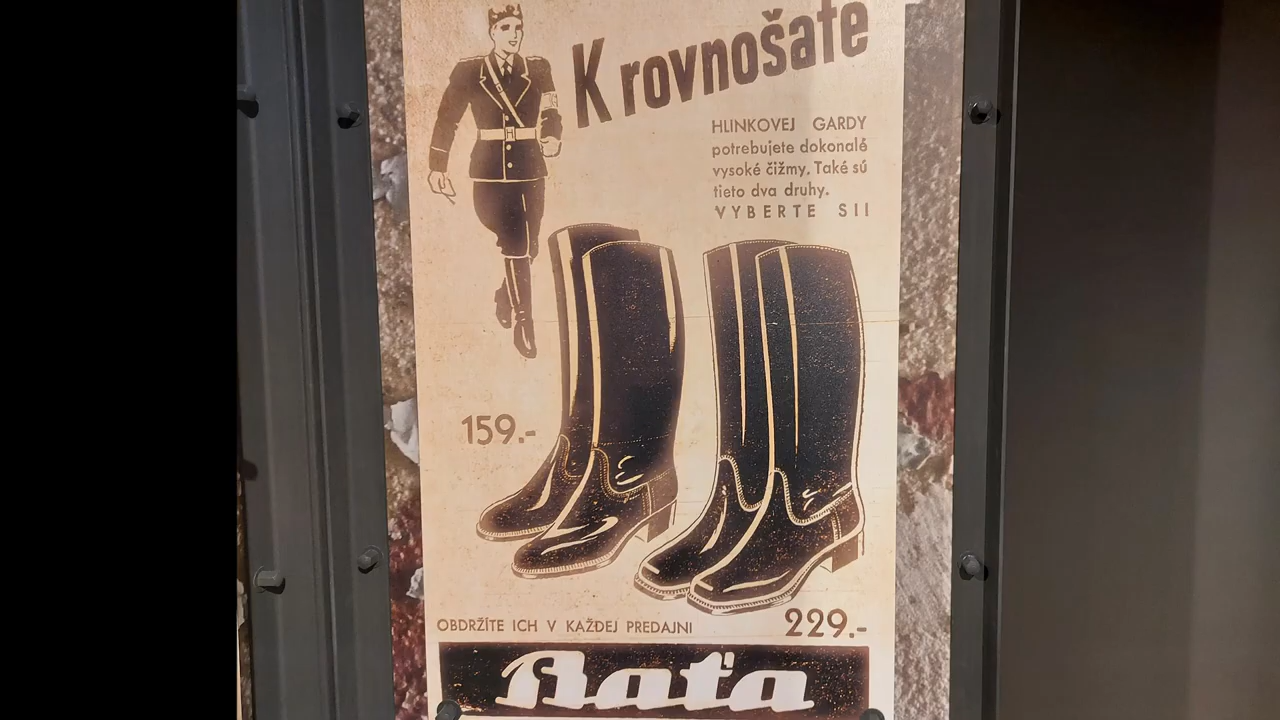 K rovnošate
HLINKOVEJ GARDY
potrebujete dokonalé
vysoké čižmy. Také sú
tieto dva druhy.
VYBERTE SI!
159.-
229.-
OBDRŽÍTE ICH V KAŽDEJ PREDAJNI
Baťa